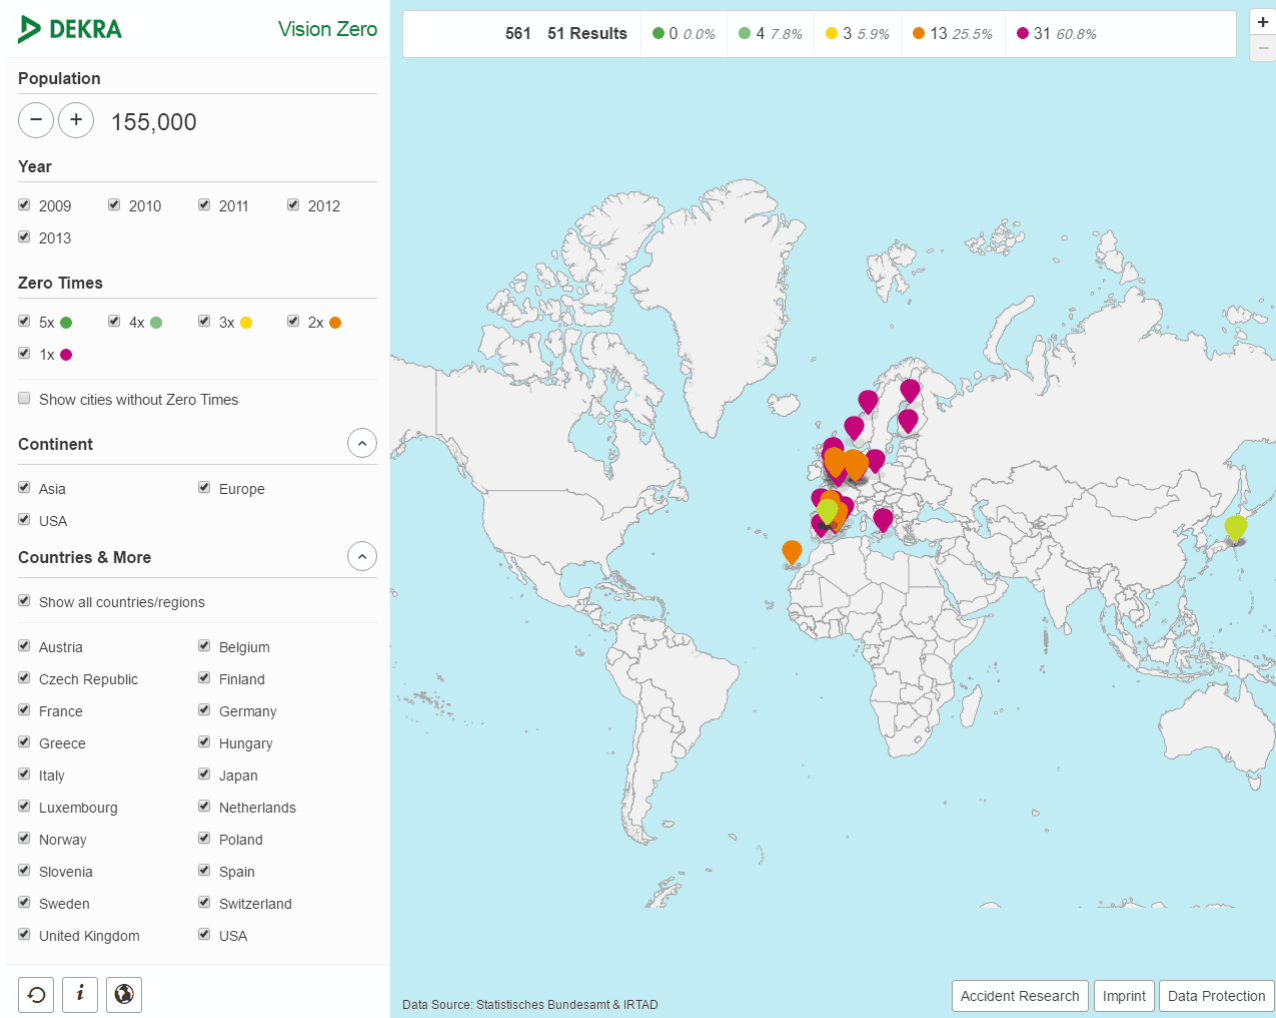 DEKRA
Vision Zero
561 51 Results 0 0.0% 4 7.8% 3 5.9% 13 25.5% 31 60.8%
+
−
Population
− + 155,000
Year
2009 2010 2011 2012
2013
Zero Times
5x 4x 3x 2x
1x
Show cities without Zero Times
Continent
Asia Europe
USA
Countries & More
Show all countries/regions
Austria Belgium
Czech Republic Finland
France Germany
Greece Hungary
Italy Japan
Luxembourg Netherlands
Norway Poland
Slovenia Spain
Sweden Switzerland
United Kingdom USA
i
Data Source: Statistisches Bundesamt & IRTAD
Accident Research Imprint Data Protection